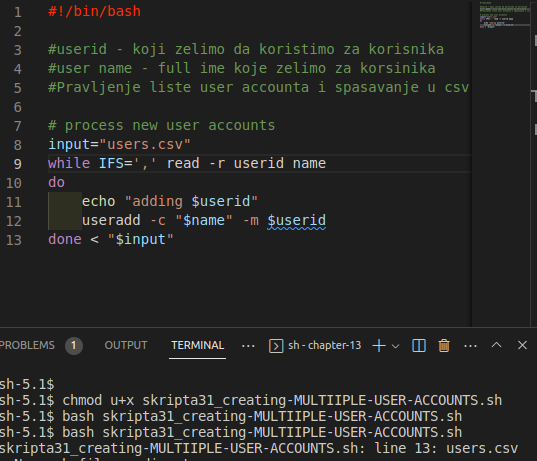 1 #!/bin/bash
2
3 #userid - koji zelimo da koristimo za korisnika
4 #user name - full ime koje zelimo za korsinika
5 #Pravljenje liste user accounta i spasavanje u csv
6
7 # process new user accounts
8 input="users.csv"
9 while IFS=',' read -r userid name
10 do
11 echo "adding $userid"
12 useradd -c "$name" -m $userid
13 done < "$input"
PROBLEMS 1 OUTPUT TERMINAL ··· sh - chapter-13
sh-5.1$
sh-5.1$ chmod u+x skripta31_creating-MULTIIPLE-USER-ACCOUNTS.sh
sh-5.1$ bash skripta31_creating-MULTIIPLE-USER-ACCOUNTS.sh
sh-5.1$ bash skripta31_creating-MULTIIPLE-USER-ACCOUNTS.sh
skripta31_creating-MULTIIPLE-USER-ACCOUNTS.sh: line 13: users.csv